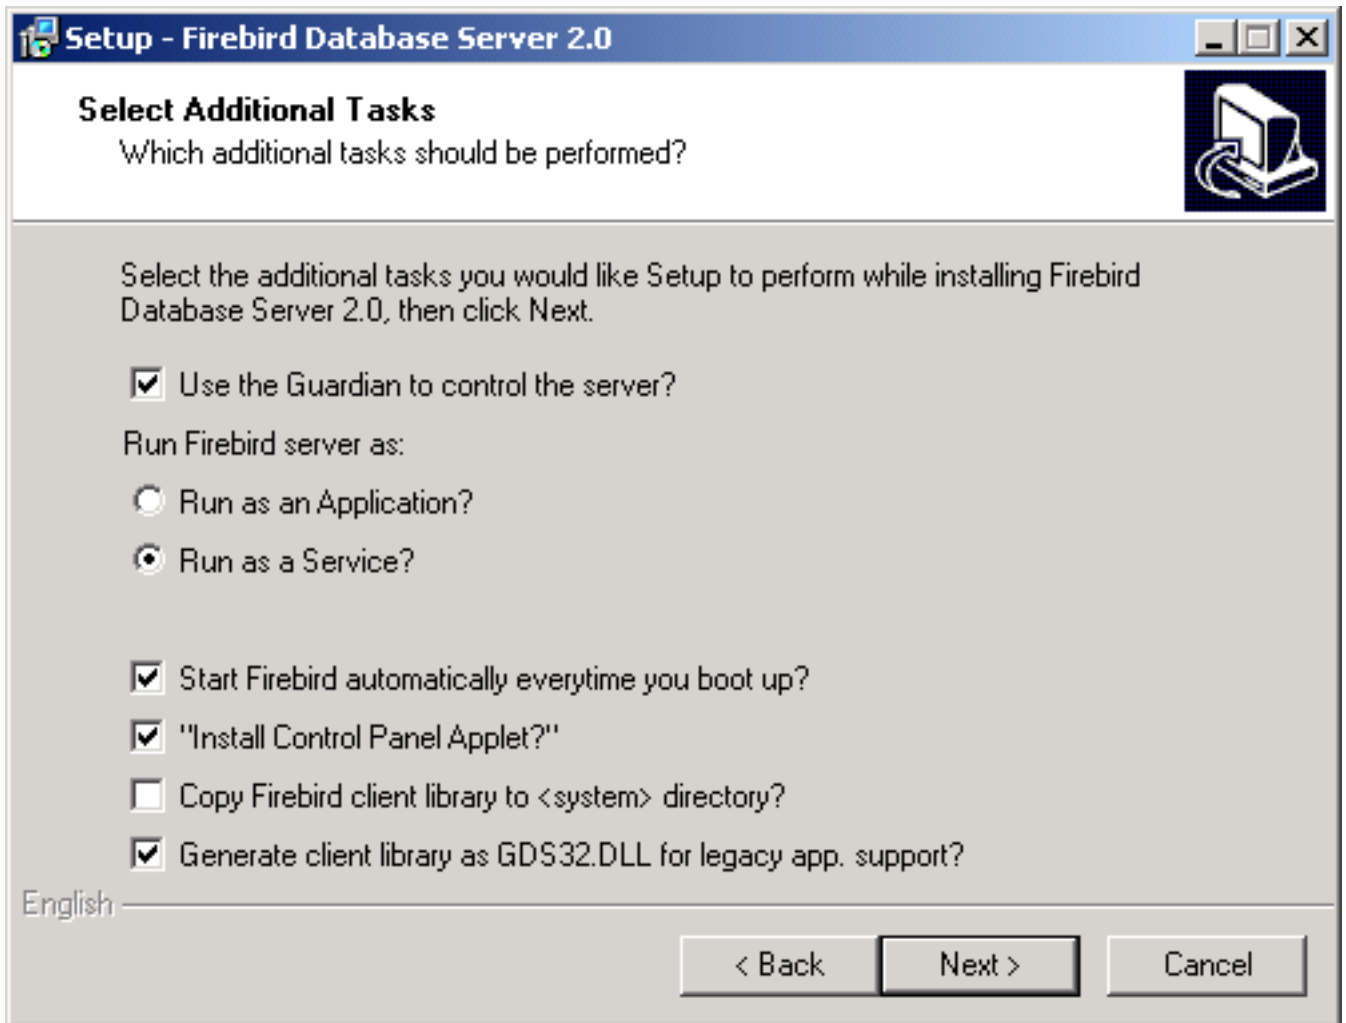 Setup - Firebird Database Server 2.0
Select Additional Tasks
Which additional tasks should be performed?
Select the additional tasks you would like Setup to perform while installing Firebird
Database Server 2.0, then click Next.
Use the Guardian to control the server?
Run Firebird server as:
Run as an Application?
Run as a Service?
Start Firebird automatically everytime you boot up?
"Install Control Panel Applet?"
Copy Firebird client library to <system> directory?
Generate client library as GDS32.DLL for legacy app. support?
English
< Back Next > Cancel